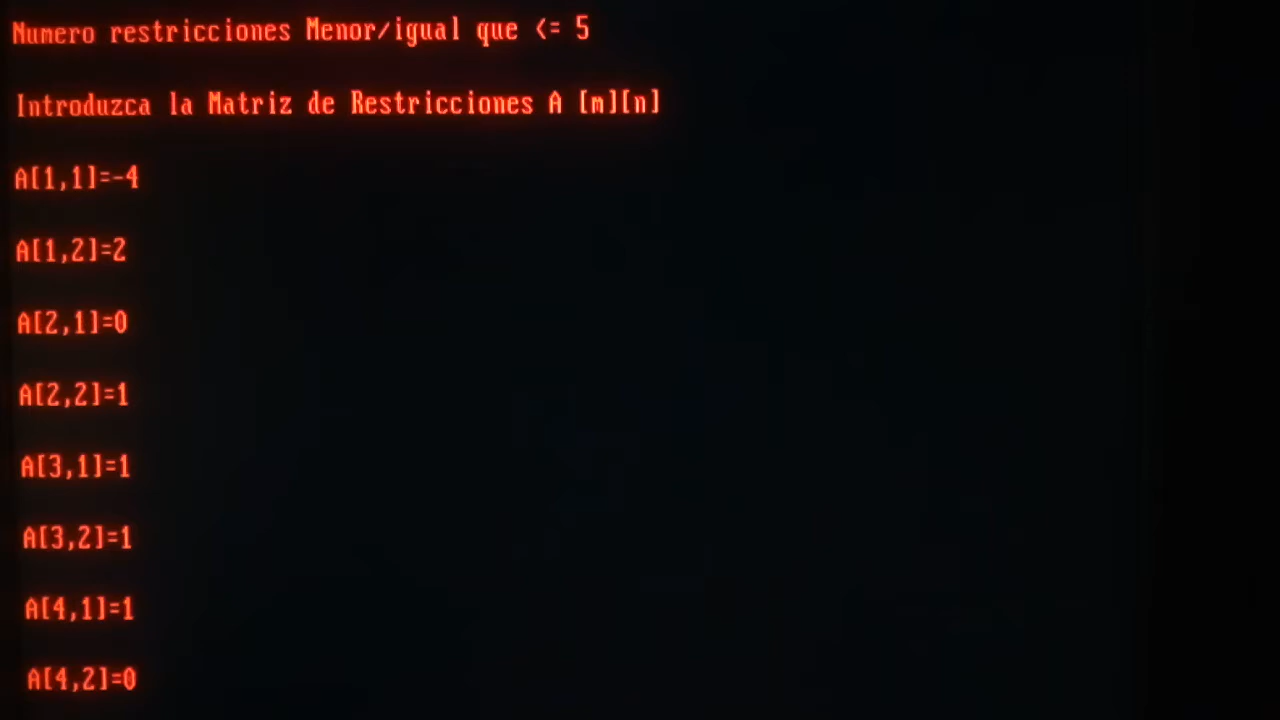 Numero restricciones Menor/igual que <= 5
Introduzca la Matriz de Restricciones A [m][n]
A[1,1]=-4
A[1,2]=2
A[2,1]=0
A[2,2]=1
A[3,1]=1
A[3,2]=1
A[4,1]=1
A[4,2]=0